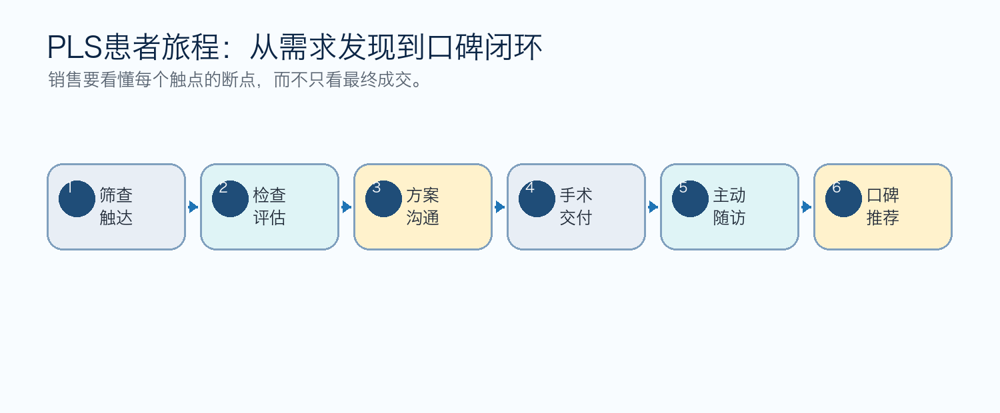 PLS患者旅程：从需求发现到口碑闭环
销售要看懂每个触点的断点，而不只看最终成交。
1
筛查
触达
2
检查
评估
3
方案
沟通
4
手术
交付
5
主动
随访
6
口碑
推荐